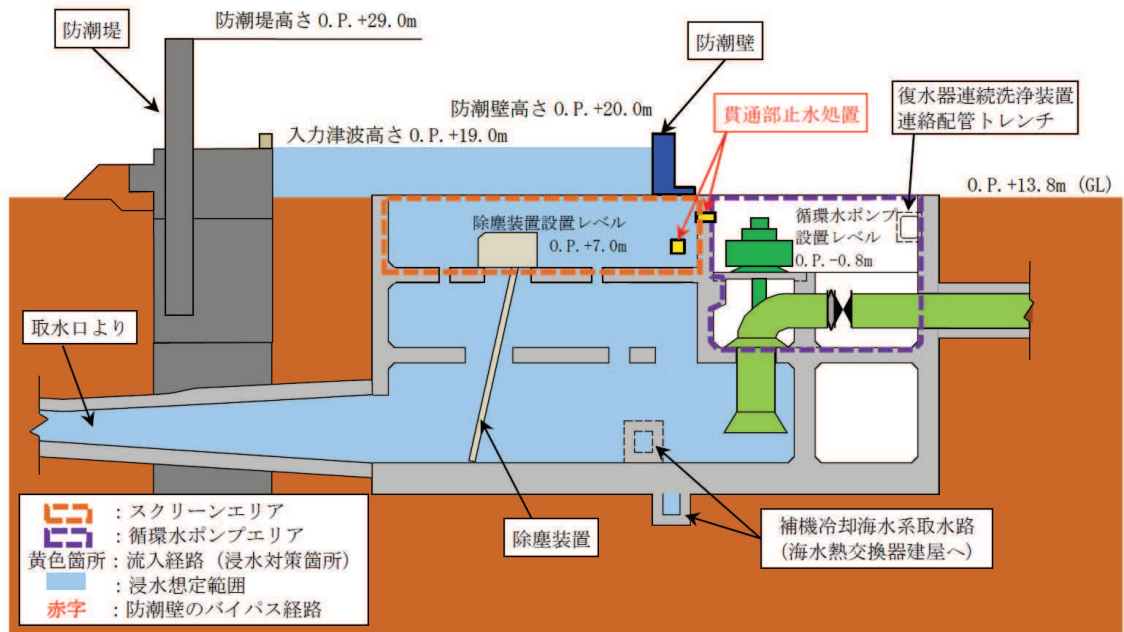 防潮堤高さ O.P.+29.0m
防潮堤
防潮壁
防潮壁高さ O.P.+20.0m
入力津波高さ O.P.+19.0m
貫通部止水処置
復水器連続洗浄装置
連絡配管トレンチ
O.P.+13.8m (GL)
除塵装置設置レベル
O.P.+7.0m
循環水ポンプ
設置レベル
O.P.-0.8m
取水口より
除塵装置
補機冷却海水系取水路
(海水熱交換器建屋へ)
:スクリーンエリア
:循環水ポンプエリア
黄色箇所:流入経路(浸水対策箇所)
:浸水想定範囲
赤字:防潮壁のバイパス経路